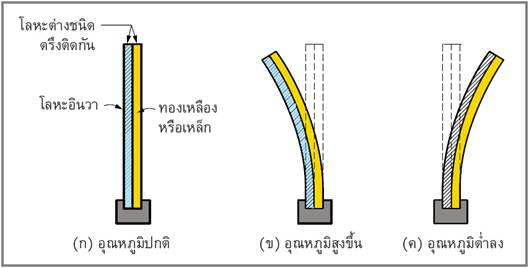 โลหะต่างชนิด
ตรึงติดกัน
โลหะอินวา
ทองเหลือง
หรือเหล็ก
(ก) อุณหภูมิปกติ
(ข) อุณหภูมิสูงขึ้น
(ค) อุณหภูมิต่ำลง